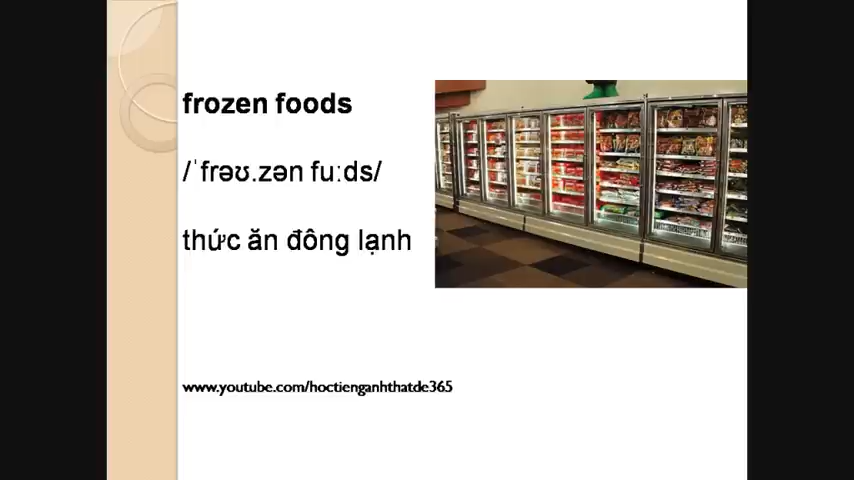 frozen foods
/ˈfrəʊ.zən fuːds/
thức ăn đông lạnh
www.youtube.com/hoctienganhthatde365